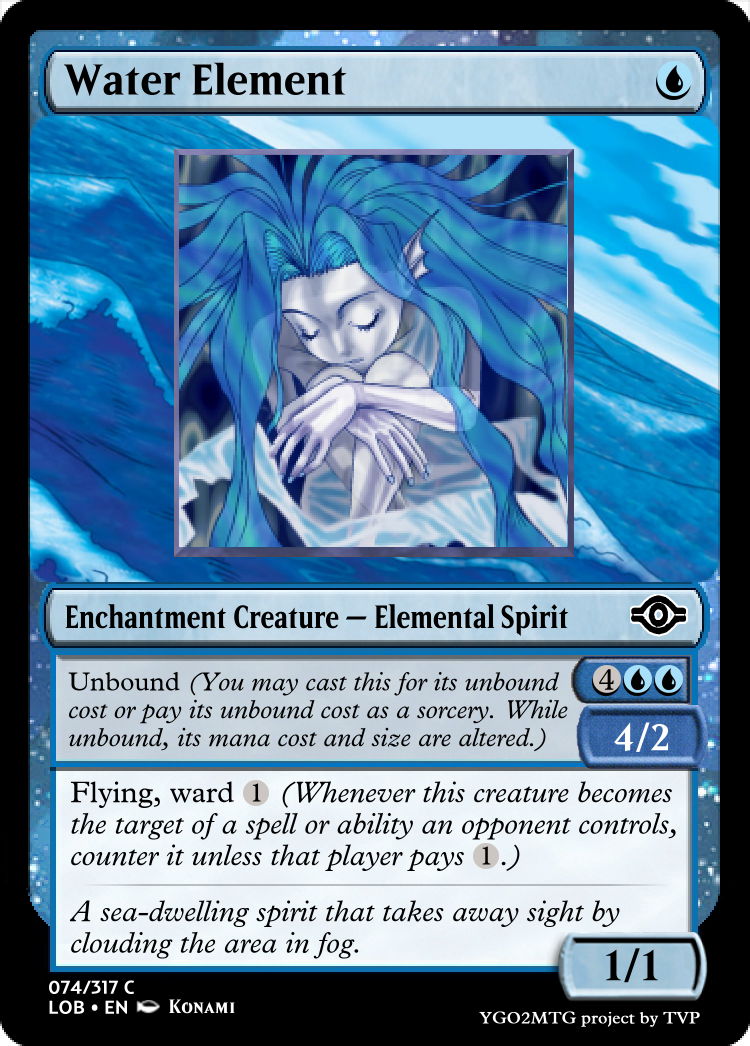 Water Element
Enchantment Creature — Elemental Spirit
Unbound (You may cast this for its unbound
cost or pay its unbound cost as a sorcery. While
unbound, its mana cost and size are altered.)
4
4/2
Flying, ward 1 (Whenever this creature becomes
the target of a spell or ability an opponent controls,
counter it unless that player pays 1.)
A sea-dwelling spirit that takes away sight by
clouding the area in fog.
1/1
074/317 C
LOB • EN KONAMI
YGO2MTG project by TVP